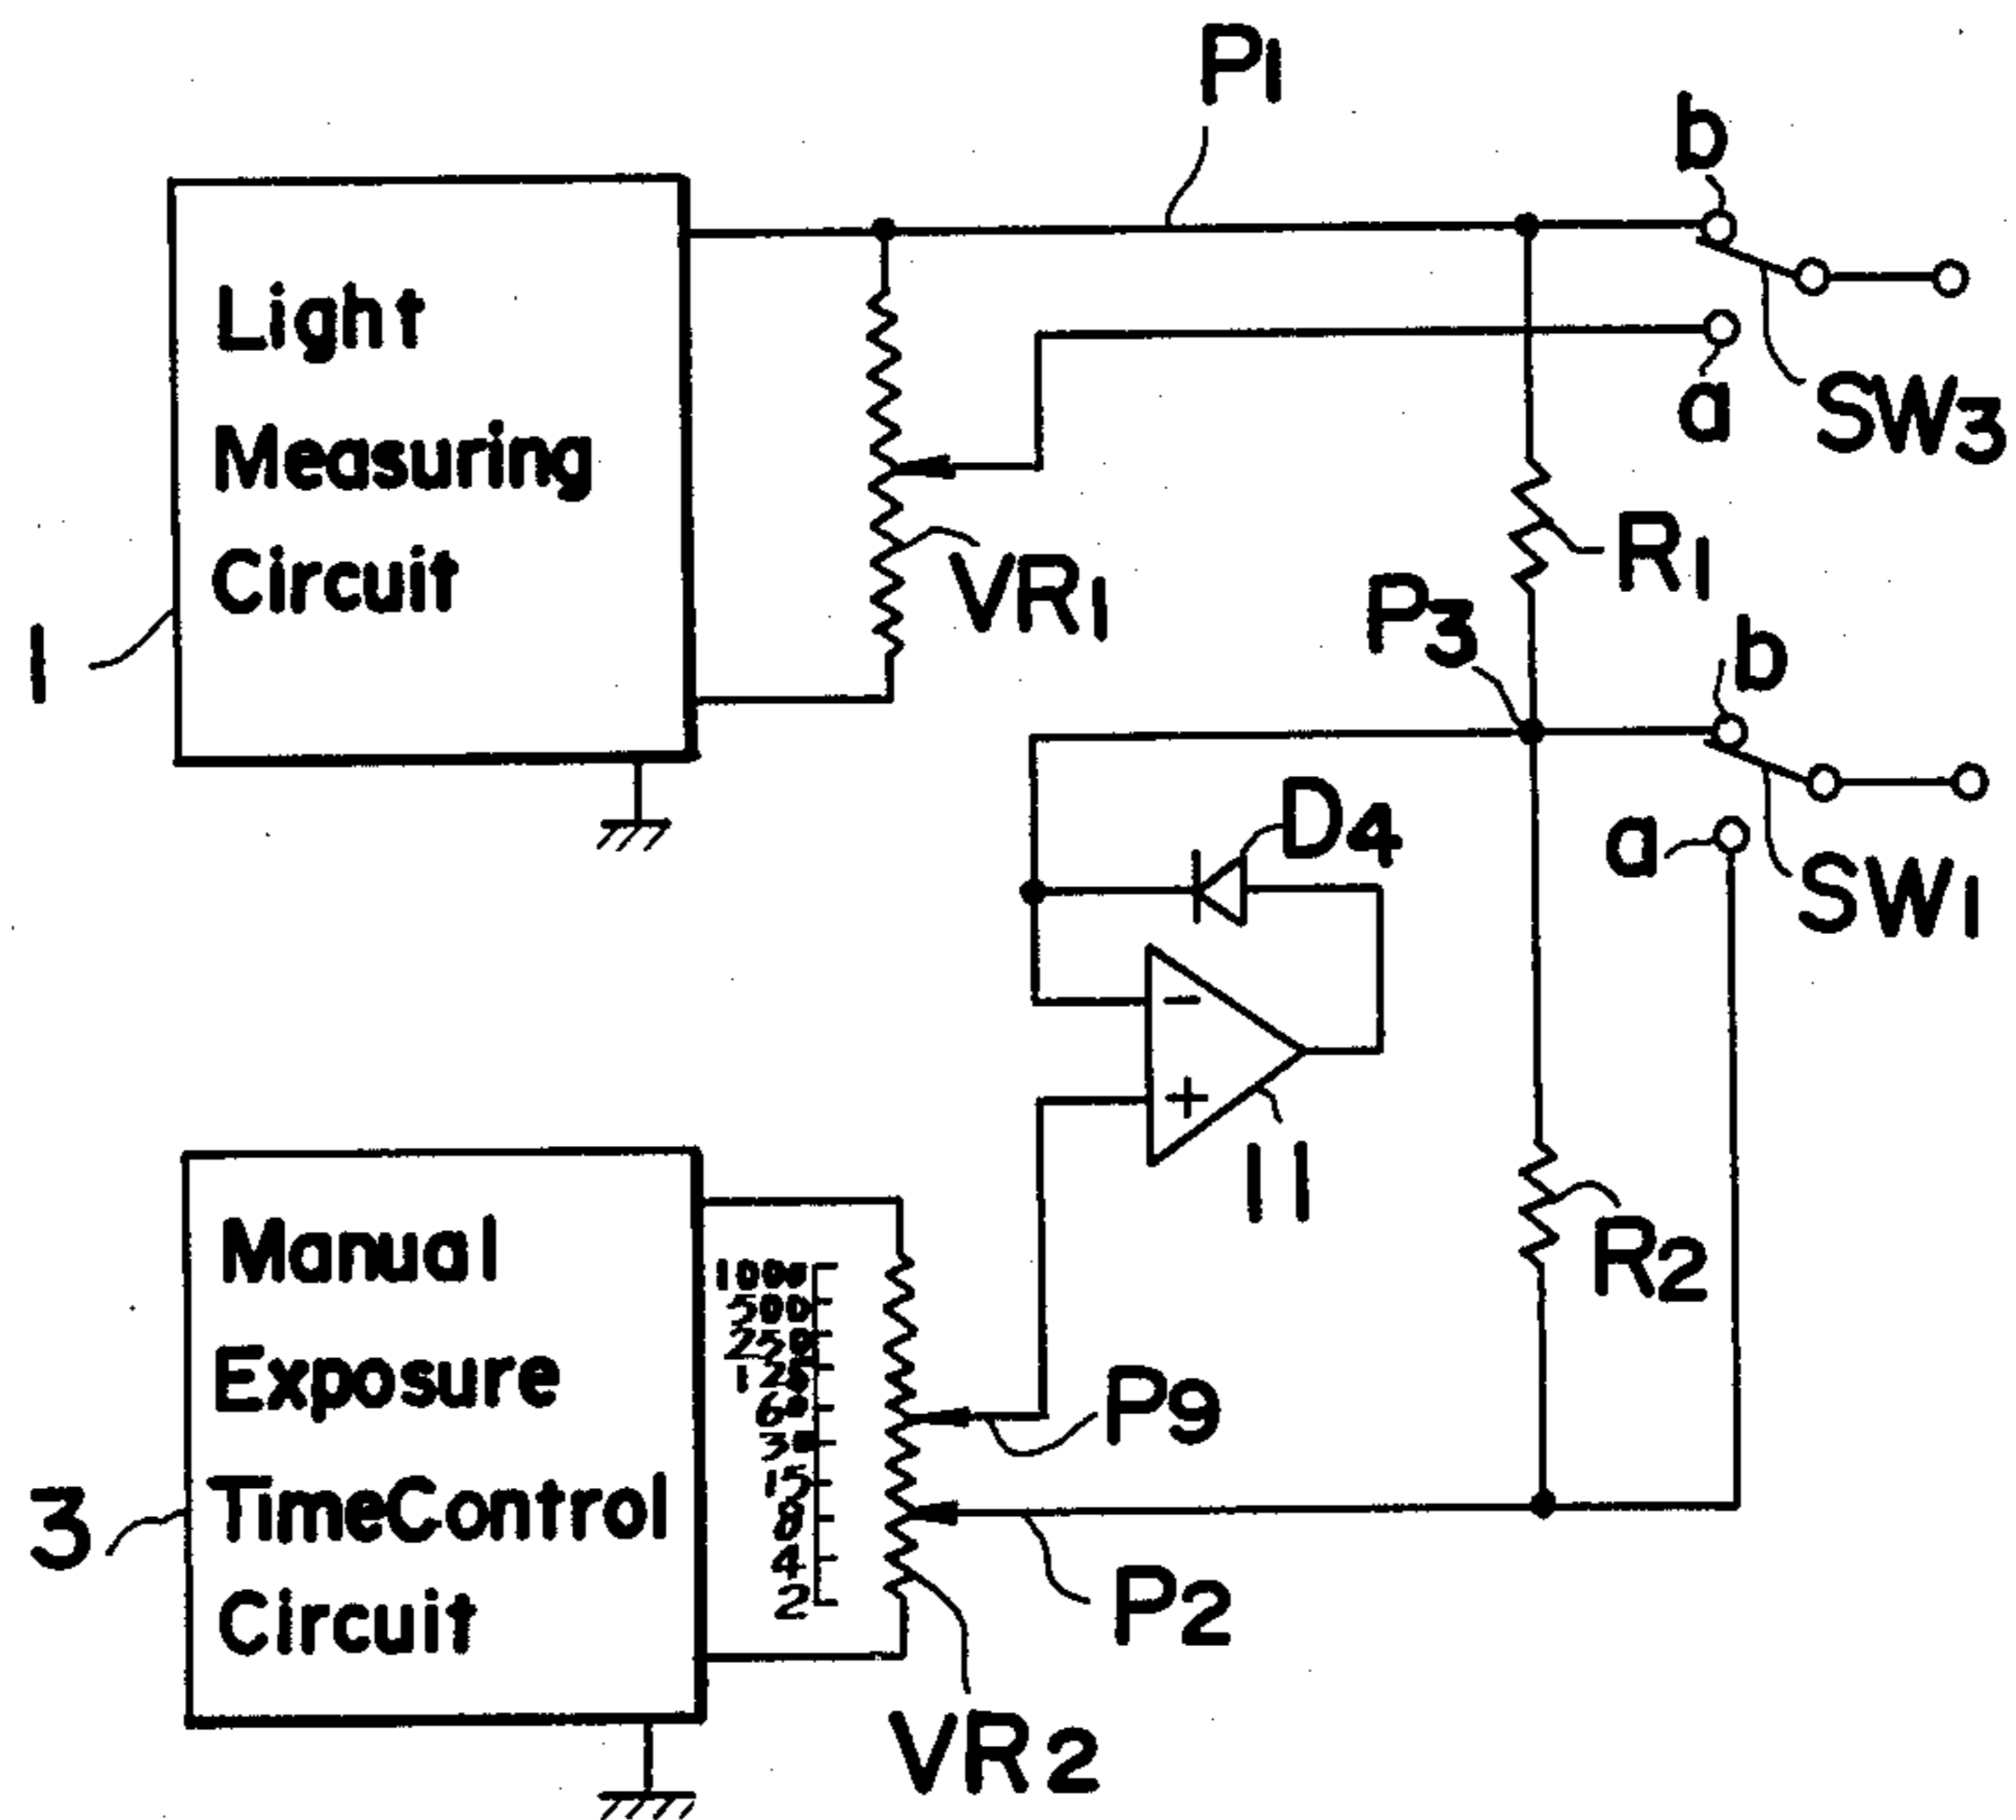 P1
b
Light
Measuring
Circuit
a
SW3
R1
VR1
P3
1
b
D4
a
SW1
11
Manual
Exposure
TimeControl
Circuit
3
1000
500
250
125
60
30
15
8
4
2
P9
R2
P2
VR2